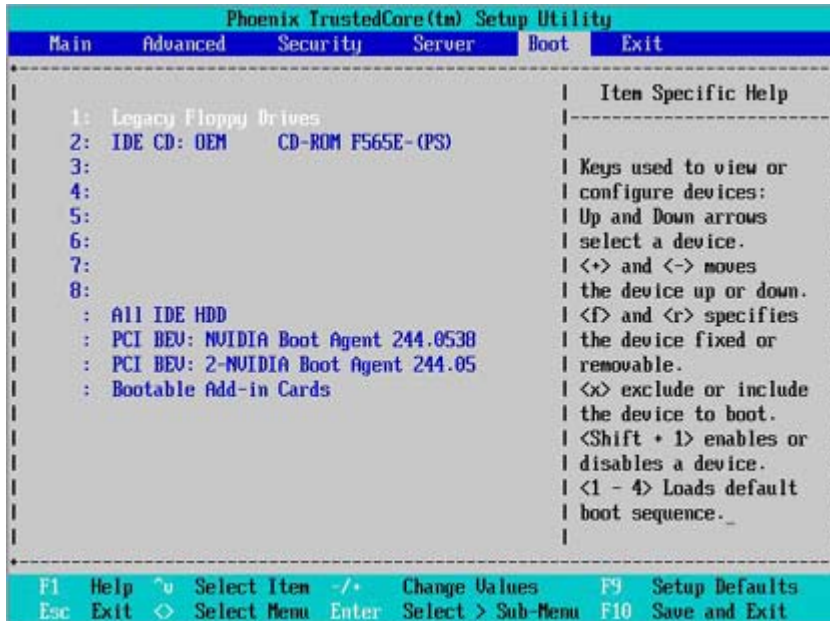 Phoenix TrustedCore(tm) Setup Utility
Main Advanced Security Server Boot Exit
Item Specific Help
1: Legacy Floppy Drives
2: IDE CD: OEM CD-ROM F565E-(PS)
3:
4:
5:
6:
7:
8:
: All IDE HDD
: PCI BEV: NVIDIA Boot Agent 244.0538
: PCI BEV: 2-NVIDIA Boot Agent 244.05
: Bootable Add-in Cards
Keys used to view or
configure devices:
Up and Down arrows
select a device.
<+> and <-> moves
the device up or down.
<f> and <r> specifies
the device fixed or
removable.
<x> exclude or include
the device to boot.
<Shift + 1> enables or
disables a device.
<1 - 4> Loads default
boot sequence._
F1 Help ^v Select Item -/+ Change Values F9 Setup Defaults
Esc Exit <> Select Menu Enter Select > Sub-Menu F10 Save and Exit